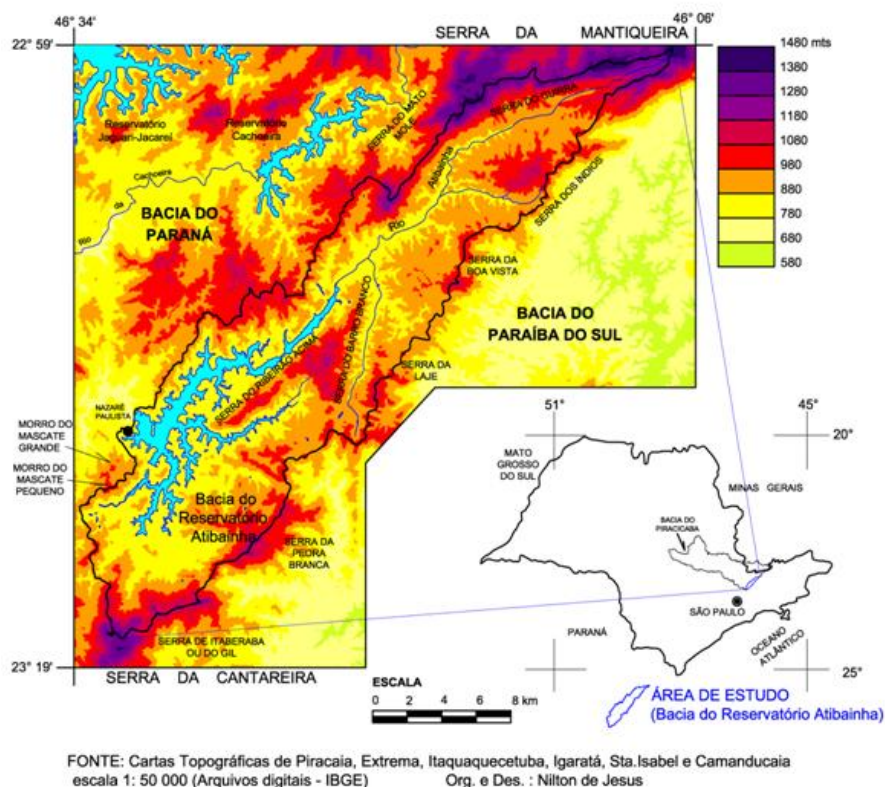 46° 34'
SERRA DA MANTIQUEIRA
46° 06'
22° 59'
1480 mts
1380
1280
1180
1080
980
880
780
680
580
Reservatório
Jaguari-Jacareí
Reservatório
Cachoeira
SERRA DO MATO
MOLE
SERRA DO GUIRRA
Rio Atibainha
Rio da Cachoeira
BACIA DO
PARANÁ
SERRA DOS ÍNDIOS
SERRA DA
BOA VISTA
BACIA DO
PARAÍBA DO SUL
SERRA DO RIBEIRÃO ACIMA
SERRA DO BARRO BRANCO
SERRA DA
LAJE
NAZARÉ
PAULISTA
MORRO DO
MASCATE
GRANDE
MORRO DO
MASCATE
PEQUENO
Bacia do
Reservatório
Atibainha
SERRA DA
PEDRA
BRANCA
SERRA DE ITABERABA
OU DO GIL
23° 19'
SERRA DA CANTAREIRA
51°
45°
20°
MATO
GROSSO
DO SUL
MINAS GERAIS
BACIA DO
PIRACICABA
SÃO PAULO
PARANÁ
OCEANO
ATLÂNTICO
25°
ESCALA
0 2 4 6 8 km
ÁREA DE ESTUDO
(Bacia do Reservatório Atibainha)
FONTE: Cartas Topográficas de Piracaia, Extrema, Itaquaquecetuba, Igaratá, Sta.Isabel e Camanducaia
escala 1: 50 000 (Arquivos digitais - IBGE) Org. e Des. : Nilton de Jesus